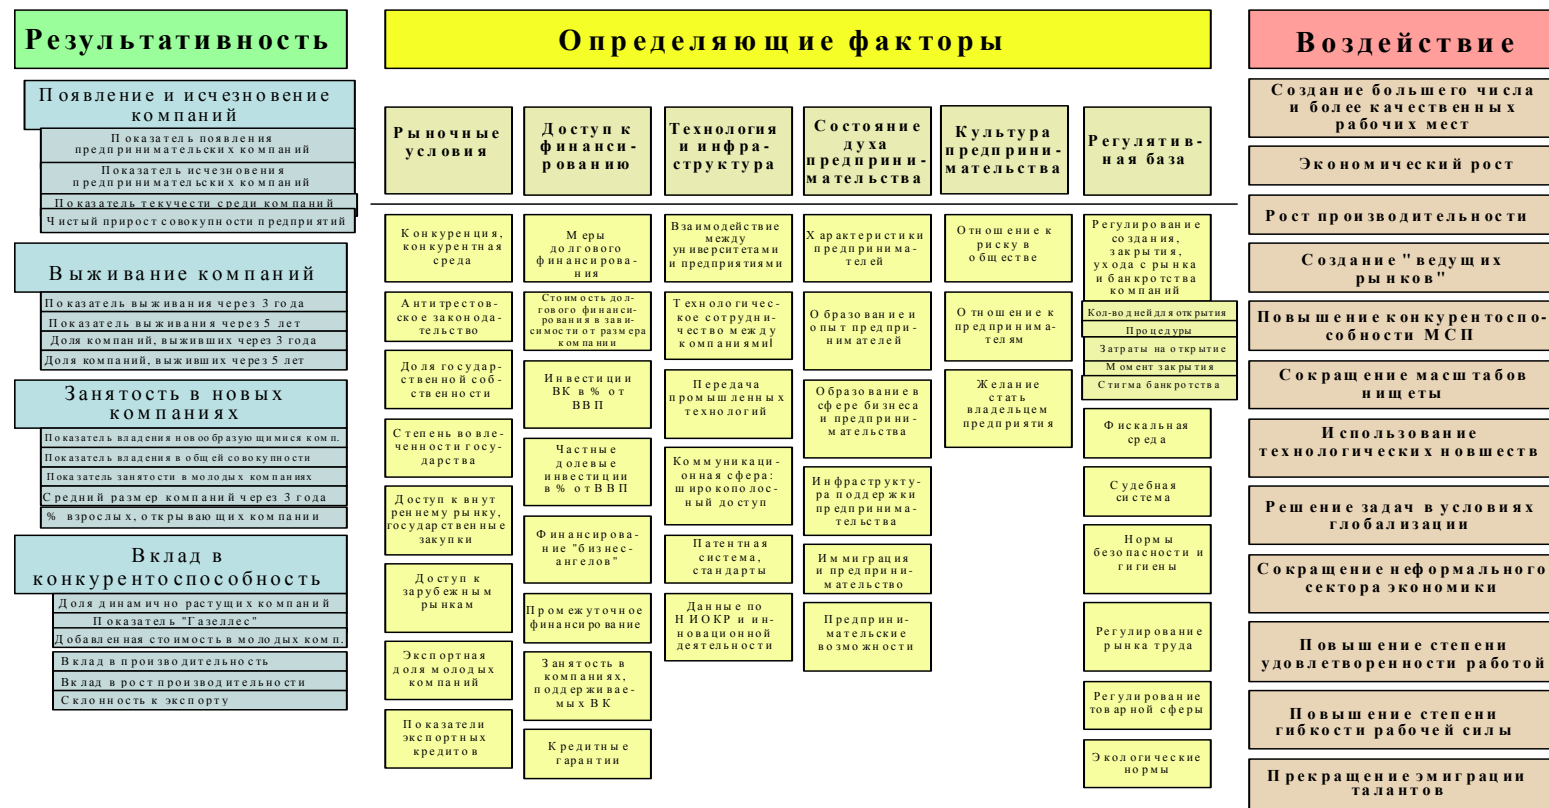 Результативность
Появление и исчезновение
компаний
Показатель появления
предпринимательских компаний
Показатель исчезновения
предпринимательских компаний
Показатель текучести среди компаний
Чистый прирост совокупности предприятий
Выживание компаний
Показатель выживания через 3 года
Показатель выживания через 5 лет
Доля компаний, выживших через 3 года
Доля компаний, выживших через 5 лет
Занятость в новых
компаниях
Показатель владения новообразующимися комп.
Показатель владения в общей совокупности
Показатель занятости в молодых компаниях
Средний размер компаний через 3 года
% взрослых, открывающих компании
Вклад в
конкурентоспособность
Доля динамично растущих компаний
Показатель "Газеллес"
Добавленная стоимость в молодых комп.
Вклад в производительность
Вклад в рост производительности
Склонность к экспорту
Определяющие факторы
Рыночные
условия
Конкуренция,
конкурентная
среда
Антитрестов-
ское законода-
тельство
Доля государ-
ственной соб-
ственности
Степень вовле-
ченности госу-
дарства
Доступ к внут
реннему рынку,
государственные
закупки
Доступ к
зарубежным
рынкам
Экспортная
доля молодых
компаний
Показатели
экспортных
кредитов
Доступ к
финанси-
рованию
Меры
долгового
финансирова-
ния
Стоимость дол-
гового финанси-
рования в зави-
симости от размера
компании
Инвестиции
ВК в % от
ВВП
Частные
долевые
инвестиции
в % от ВВП
Финансирова-
ние "бизнес-
ангелов"
Промежуточное
финансирование
Занятость в
компаниях,
поддерживае-
мых ВК
Кредитные
гарантии
Технология
и инфра-
структура
Взаимодействие
между
университетами
и предприятиями
Технологичес-
кое сотрудни-
чество между
компаниями
Передача
промышленных
технологий
Коммуникаци-
онная сфера:
широкополос-
ный доступ
Патентная
система,
стандарты
Данные по
НИОКР и ин-
новационной
деятельности
Состояние
духа
предприни-
мательства
Характеристики
предпринима-
телей
Образование и
опыт предпри-
нимателей
Образование в
сфере бизнеса
и предприни-
мательства
Инфраструкту-
ра поддержки
предпринима-
тельства
Иммиграция
и предприни-
мательство
Предприни-
мательские
возможности
Культура
предприни-
мательства
Отношение к
риску в
обществе
Отношение к
предпринима-
телям
Желание
стать
владельцем
предприятия
Регулятив-
ная база
Регулирование
создания,
закрытия,
ухода с рынка
и банкротства
компаний
Кол-во дней для открытия
Процедуры
Затраты на открытие
Момент закрытия
Стигма банкротства
Фискальная
среда
Судебная
система
Нормы
безопасности и
гигиены
Регулирование
рынка труда
Регулирование
товарной сферы
Экологические
нормы
Воздействие
Создание большего числа
и более качественных
рабочих мест
Экономический рост
Рост производительности
Создание "ведущих
рынков"
Повышение конкурентоспо-
собности МСП
Сокращение масштабов
нищеты
Использование
технологических новшеств
Решение задач в условиях
глобализации
Сокращение неформального
сектора экономики
Повышение степени
удовлетворенности работой
Повышение степени
гибкости рабочей силы
Прекращение эмиграции
талантов